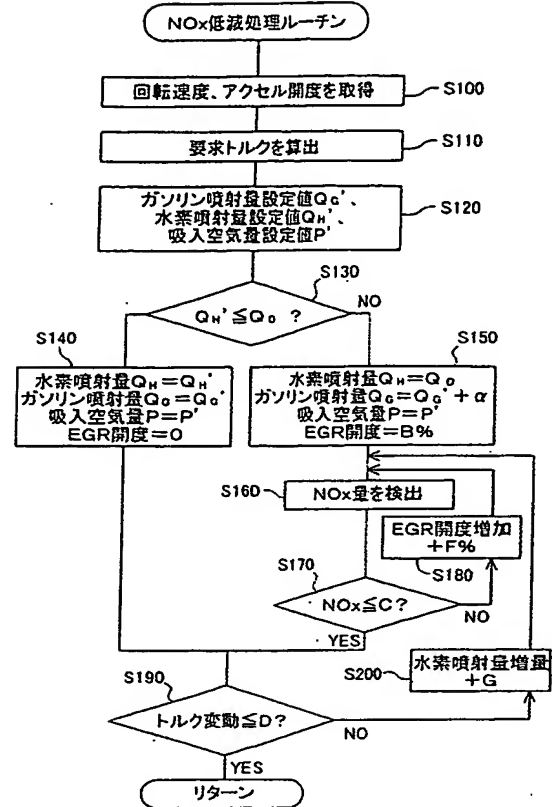 NOx低減処理ルーチン
回転速度、アクセル開度を取得
S100
要求トルクを算出
S110
ガソリン噴射量設定値QG'、
水素噴射量設定値QH'、
吸入空気量設定値P'
S120
S130
QH'≦QO ?
NO
S140
水素噴射量QH=QH'
ガソリン噴射量QG=QG'
吸入空気量P=P'
EGR開度=0
S150
水素噴射量QH=QO
ガソリン噴射量QG=QG'+α
吸入空気量P=P'
EGR開度=B%
S160
NOx量を検出
EGR開度増加
+F%
S180
S170
NOx≦C?
NO
YES
S190
トルク変動≦D?
NO
S200
水素噴射量増量
+G
YES
リターン